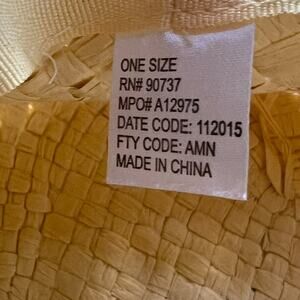 ONE SIZE
RN# 90737
MPO# A12975
DATE CODE: 112015
FTY CODE: AMN
MADE IN CHINA